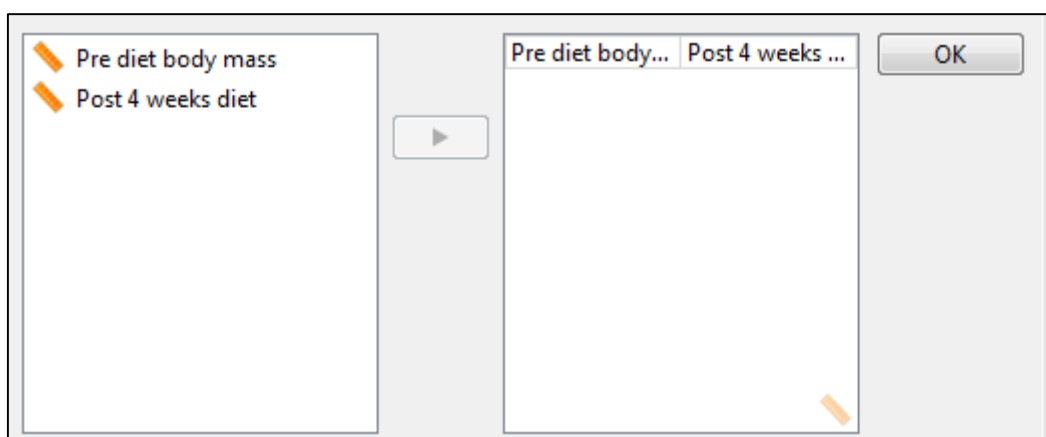 Pre diet body mass
Post 4 weeks diet
Pre diet body... Post 4 weeks ...
OK